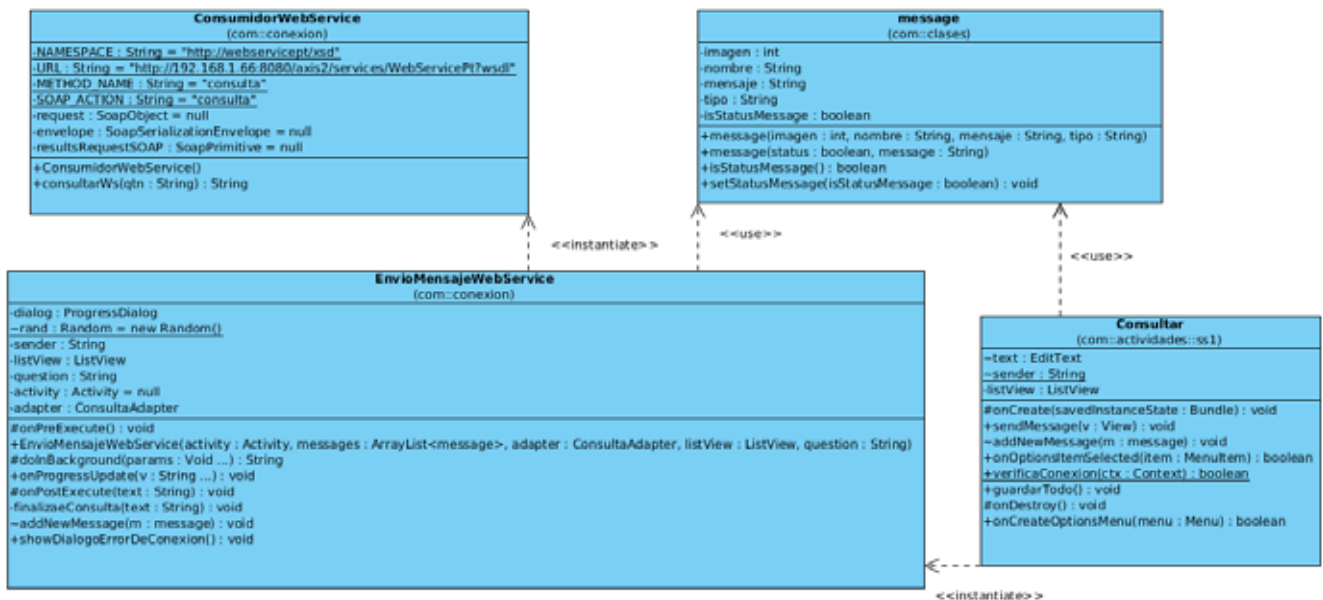 ConsumidorWebService
(com::conexion)
-NAMESPACE : String = "http://webservicept/xsd"
-URL : String = "http://192.168.1.66:8080/axis2/services/WebServicePt?wsdl"
-METHOD_NAME : String = "consulta"
-SOAP_ACTION : String = "consulta"
-request : SoapObject = null
-envelope : SoapSerializationEnvelope = null
-resultsRequestSOAP : SoapPrimitive = null
+ConsumidorWebService()
+consultarWs(qtn : String) : String
message
(com::clases)
-imagen : int
-nombre : String
-mensaje : String
-tipo : String
-isStatusMessage : boolean
+message(imagen : int, nombre : String, mensaje : String, tipo : String)
+message(status : boolean, message : String)
+isStatusMessage() : boolean
+setStatusMessage(isStatusMessage : boolean) : void
<<instantiate>>
<<use>>
<<use>>
EnvioMensajeWebService
(com::conexion)
-dialog : ProgressDialog
~rand : Random = new Random()
-sender : String
-listView : ListView
-question : String
-activity : Activity = null
-adapter : ConsultaAdapter
#onPreExecute() : void
+EnvioMensajeWebService(activity : Activity, messages : ArrayList<message>, adapter : ConsultaAdapter, listView : ListView, question : String)
#doInBackground(params : Void ...) : String
+onProgressUpdate(v : String ...) : void
#onPostExecute(text : String) : void
-finalizaeConsulta(text : String) : void
~addNewMessage(m : message) : void
+showDialogoErrorDeConexion() : void
Consultar
(com::actividades::ss1)
~text : EditText
~sender : String
-listView : ListView
#onCreate(savedInstanceState : Bundle) : void
+sendMessage(v : View) : void
~addNewMessage(m : message) : void
+onOptionsItemSelected(item : MenuItem) : boolean
+verificaConexion(ctx : Context) : boolean
+guardarTodo() : void
#onDestroy() : void
+onCreateOptionsMenu(menu : Menu) : boolean
<<instantiate>>